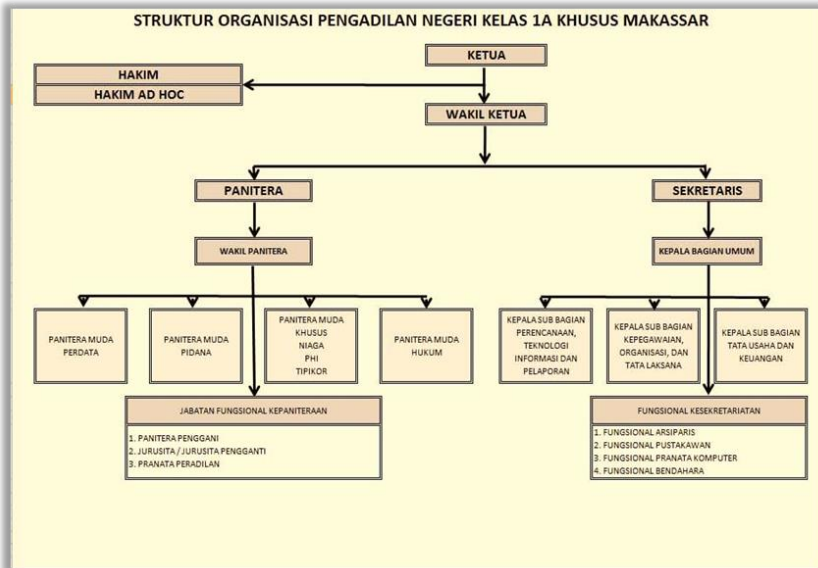 STRUKTUR ORGANISASI PENGADILAN NEGERI KELAS 1A KHUSUS MAKASSAR
KETUA
HAKIM
HAKIM AD HOC
WAKIL KETUA
PANITERA
SEKRETARIS
WAKIL PANITERA
KEPALA BAGIAN UMUM
PANITERA MUDA
PERDATA
PANITERA MUDA
PIDANA
PANITERA MUDA
KHUSUS
NIAGA
PHI
TIPIKOR
PANITERA MUDA
HUKUM
KEPALA SUB BAGIAN
PERENCANAAN,
TEKNOLOGI
INFORMASI DAN
PELAPORAN
KEPALA SUB BAGIAN
KEPEGAWAIAN,
ORGANISASI, DAN
TATA LAKSANA
KEPALA SUB BAGIAN
TATA USAHA DAN
KEUANGAN
JABATAN FUNGSIONAL KEPANITERAAN
1. PANITERA PENGGANI
2. JURUSITA / JURUSITA PENGGANTI
3. PRANATA PERADILAN
FUNGSIONAL KESEKRETARIATAN
1. FUNGSIONAL ARSIPARIS
2. FUNGSIONAL PUSTAKAWAN
3. FUNGSIONAL PRANATA KOMPUTER
4. FUNGSIONAL BENDAHARA